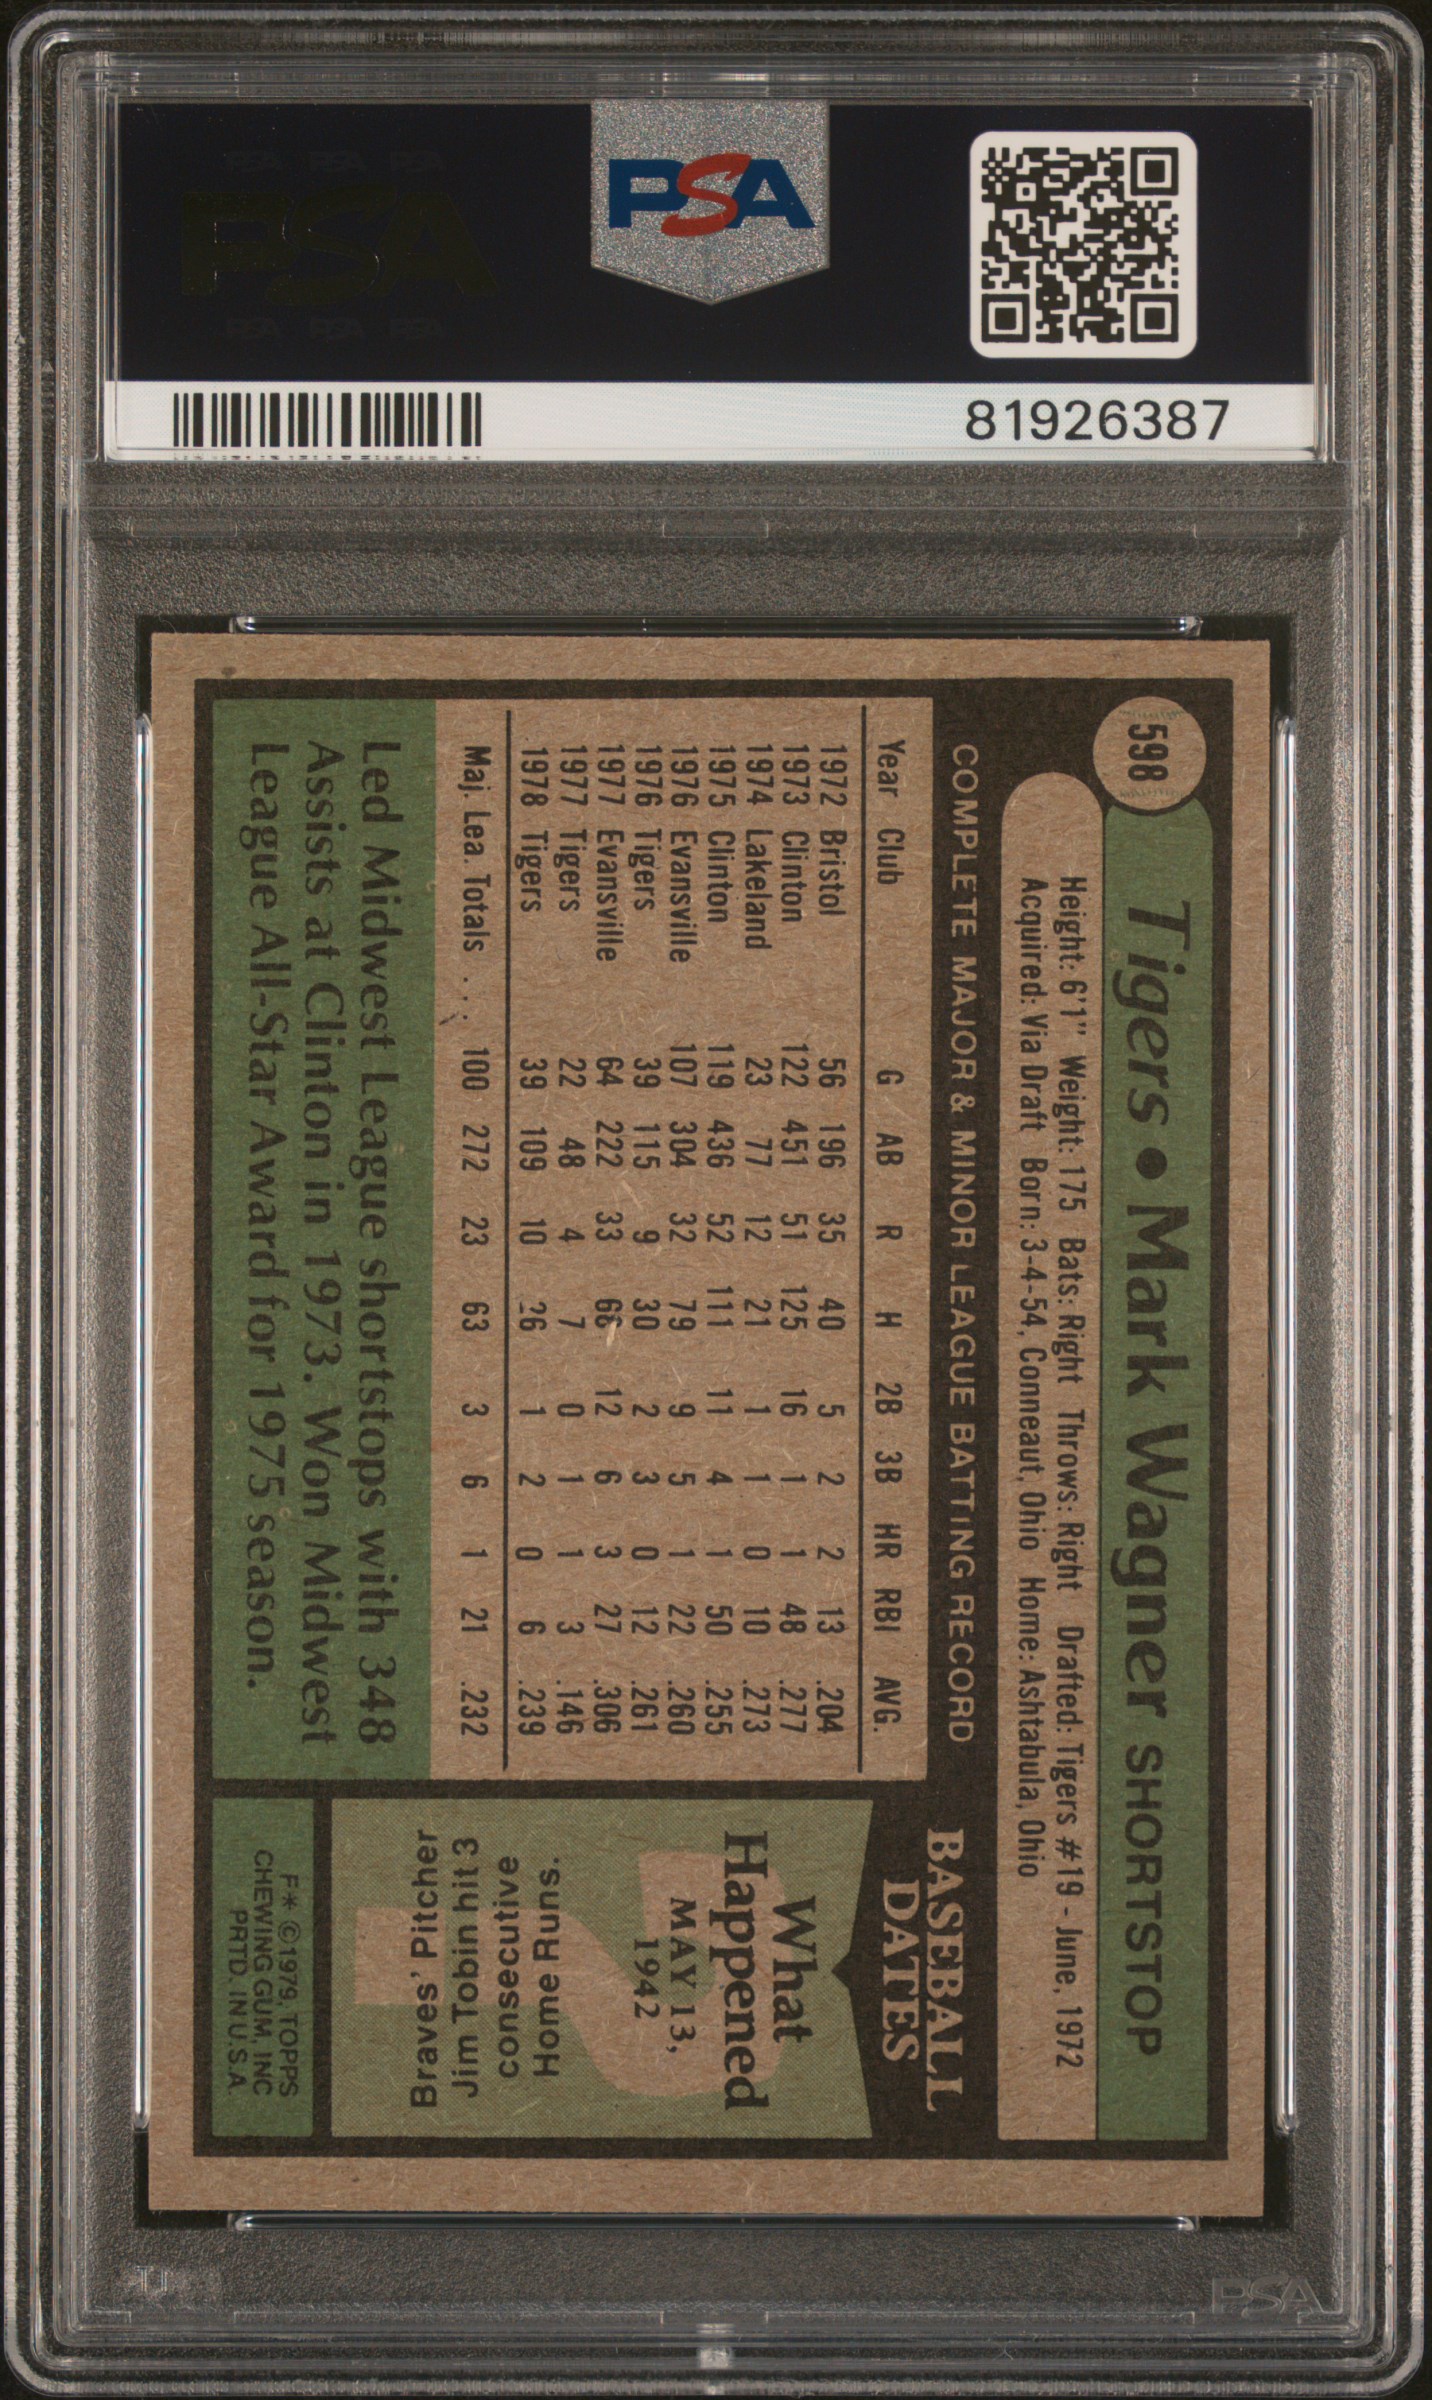 PSA
81926387
598
Tigers • Mark Wagner SHORTSTOP
Height: 6'1" Weight: 175 Bats: Right Throws: Right Drafted: Tigers #19 - June, 1972
Acquired: Via Draft Born: 3-4-54, Conneaut, Ohio Home: Ashtabula, Ohio
COMPLETE MAJOR & MINOR LEAGUE BATTING RECORD
Year Club G AB R H 2B 3B HR RBI AVG.
1972 Bristol 56 196 35 40 5 2 2 13 .204
1973 Clinton 122 451 51 125 16 1 1 48 .277
1974 Lakeland 23 77 12 21 1 1 0 10 .273
1975 Clinton 119 436 52 111 11 4 1 50 .255
1976 Evansville 107 304 32 79 9 5 1 22 .260
1976 Tigers 39 115 9 30 2 3 0 12 .261
1977 Evansville 64 222 33 68 12 6 3 27 .306
1977 Tigers 22 48 4 7 0 1 1 3 .146
1978 Tigers 39 109 10 26 1 2 0 6 .239
Maj. Lea. Totals . . . 100 272 23 63 3 6 1 21 .232
Led Midwest League shortstops with 348
Assists at Clinton in 1973. Won Midwest
League All-Star Award for 1975 season.
BASEBALL
DATES
What
Happened
MAY 13,
1942
Braves' Pitcher
Jim Tobin hit 3
consecutive
Home Runs.
F* ©1979, TOPPS
CHEWING GUM, INC
PRTD. IN U.S.A.
PSA